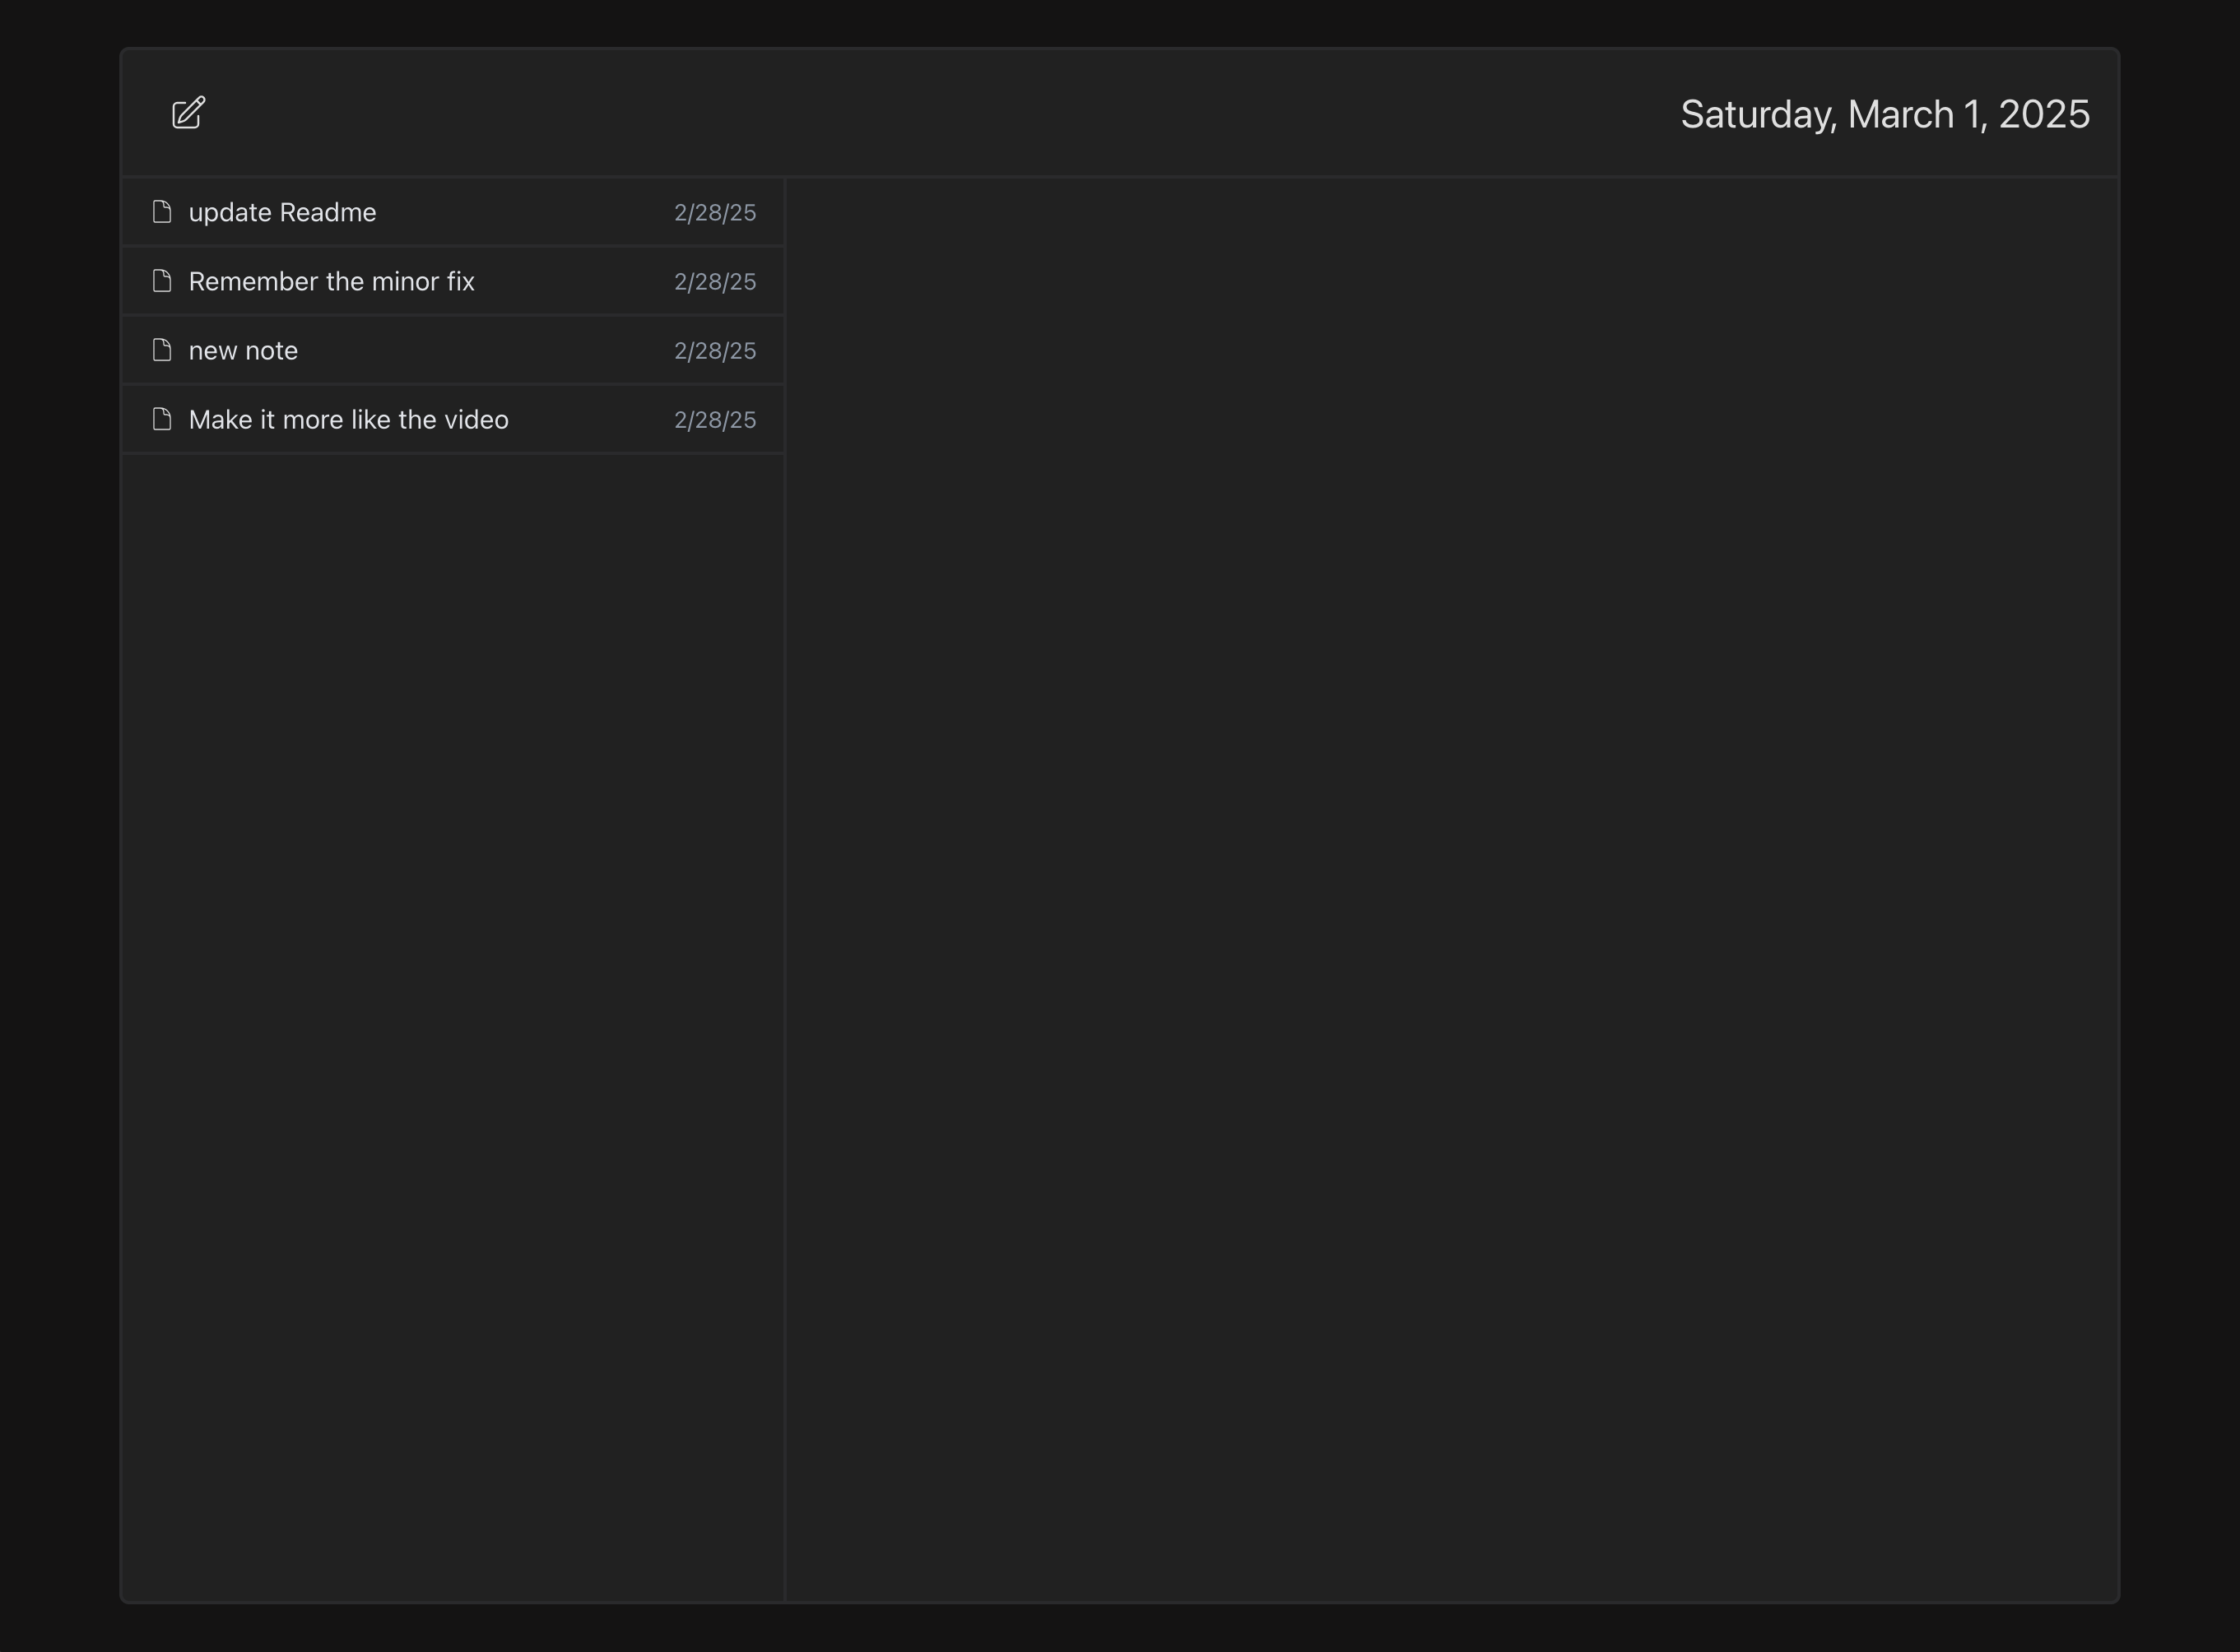 Saturday, March 1, 2025
update Readme 2/28/25
Remember the minor fix 2/28/25
new note 2/28/25
Make it more like the video 2/28/25